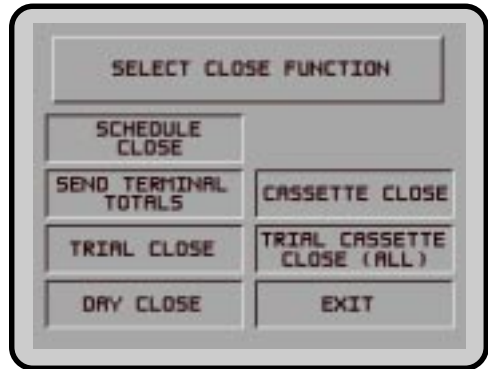 SELECT CLOSE FUNCTION
SCHEDULE
CLOSE
SEND TERMINAL
TOTALS
CASSETTE CLOSE
TRIAL CLOSE
TRIAL CASSETTE
CLOSE (ALL)
DAY CLOSE
EXIT